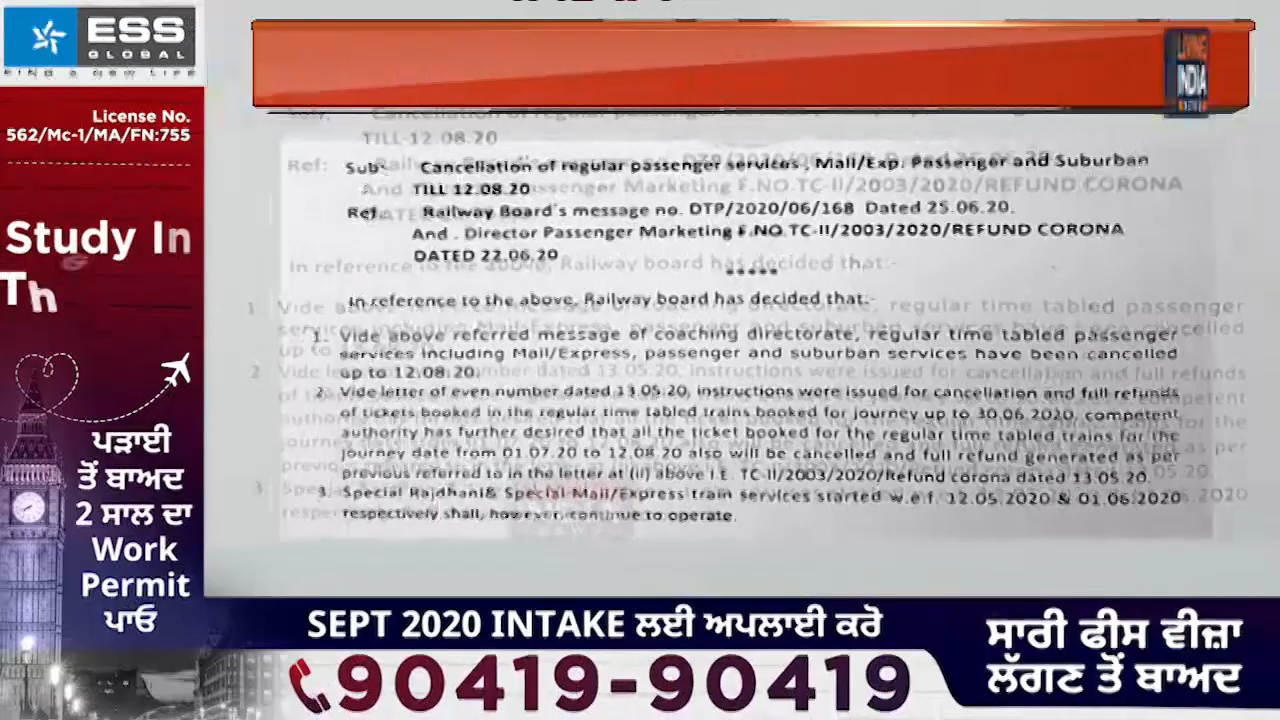 ESS
GLOBAL
License No.
562/Mc-1/MA/FN:755
Study In
Th
ਪੜਾਈ
ਤੋਂ ਬਾਅਦ
2 ਸਾਲ ਦਾ
Work
Permit
ਪਾਓ
LIVING
INDIA
NEWS
TILL 12.08.20
Ref:
Sub:- Cancellation of regular passenger services , Mail/Exp. Passenger and Suburban
TILL 12.08.20
Ref. Railway Board's message no. DTP/2020/06/168 Dated 25.06.20.
And . Director Passenger Marketing F.NO.TC-II/2003/2020/REFUND CORONA
DATED 22.06.20
*****
In reference to the above, Railway board has decided that:-
1. Vide above referred message of coaching directorate, regular time tabled passenger
services including Mail/Express, passenger and suburban services have been cancelled
up to 12.08.20.
2. Vide letter of even number dated 13.05.20, instructions were issued for cancellation and full refunds
of tickets booked in the regular time tabled trains booked for journey up to 30.06.2020, competent
authority has further desired that all the ticket booked for the regular time tabled trains for the
journey date from 01.07.20 to 12.08.20 also will be cancelled and full refund generated as per
previous referred to in the letter at (ii) above I.E. TC-II/2003/2020/Refund corona dated 13.05.20.
3. Special Rajdhani& Special Mail/Express train services started w.e.f. 12.05.2020 & 01.06.2020
respectively shall, however, continue to operate.
SEPT 2020 INTAKE ਲਈ ਅਪਲਾਈ ਕਰੋ
90419-90419
ਸਾਰੀ ਫੀਸ ਵੀਜ਼ਾ
ਲੱਗਣ ਤੋਂ ਬਾਅਦ